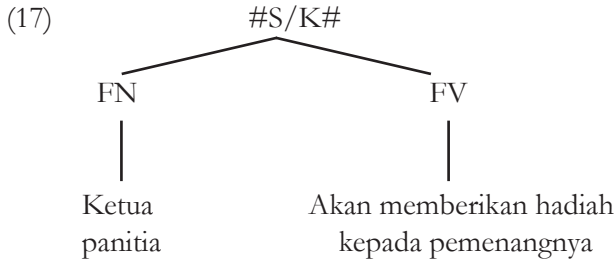 (17) #S/K#
FN FV
Ketua Akan memberikan hadiah
panitia kepada pemenangnya